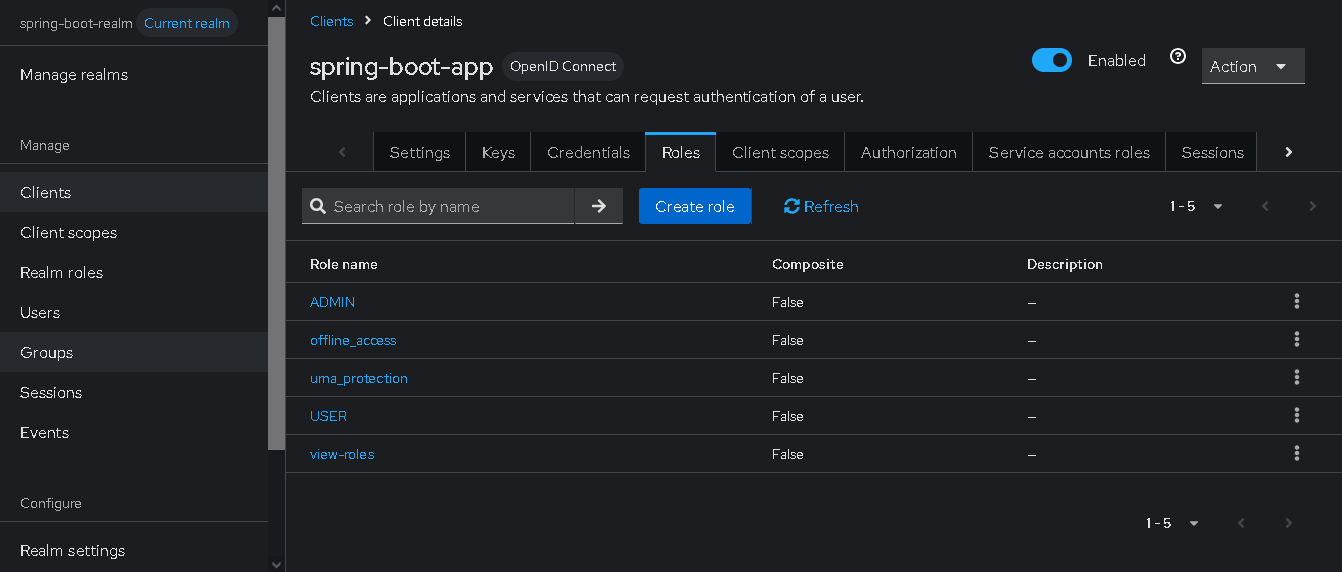 spring-boot-realm Current realm
Manage realms
Manage
Clients
Client scopes
Realm roles
Users
Groups
Sessions
Events
Configure
Realm settings
Clients Client details
spring-boot-app OpenID Connect
Enabled
Action
Clients are applications and services that can request authentication of a user.
Settings Keys Credentials Roles Client scopes Authorization Service accounts roles Sessions
Search role by name Create role Refresh 1-5
Role name Composite Description
ADMIN False –
offline_access False –
uma_protection False –
USER False –
view-roles False –
1-5